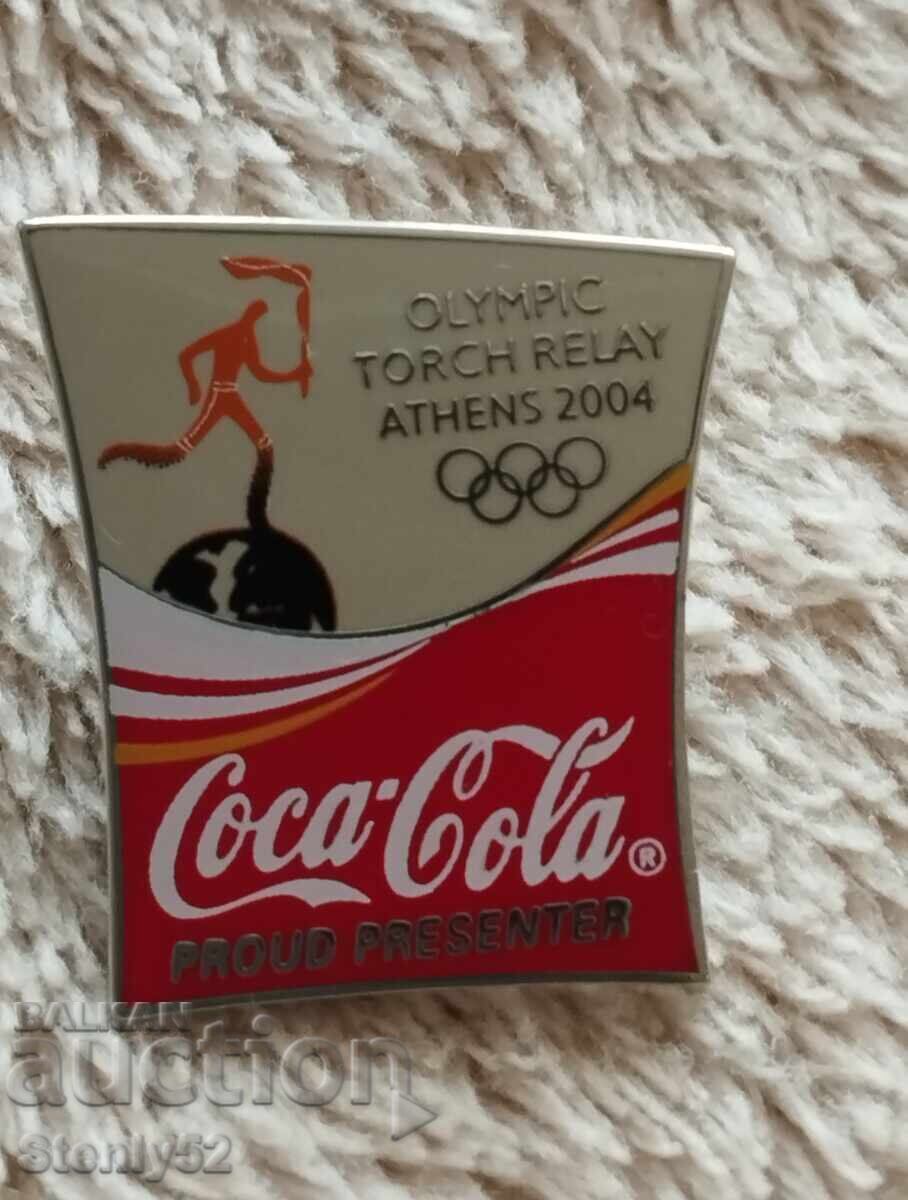 OLYMPIC
TORCH RELAY
ATHENS 2004
Coca-Cola®
PROUD PRESENTER
BALKAN
auction
Stonly52